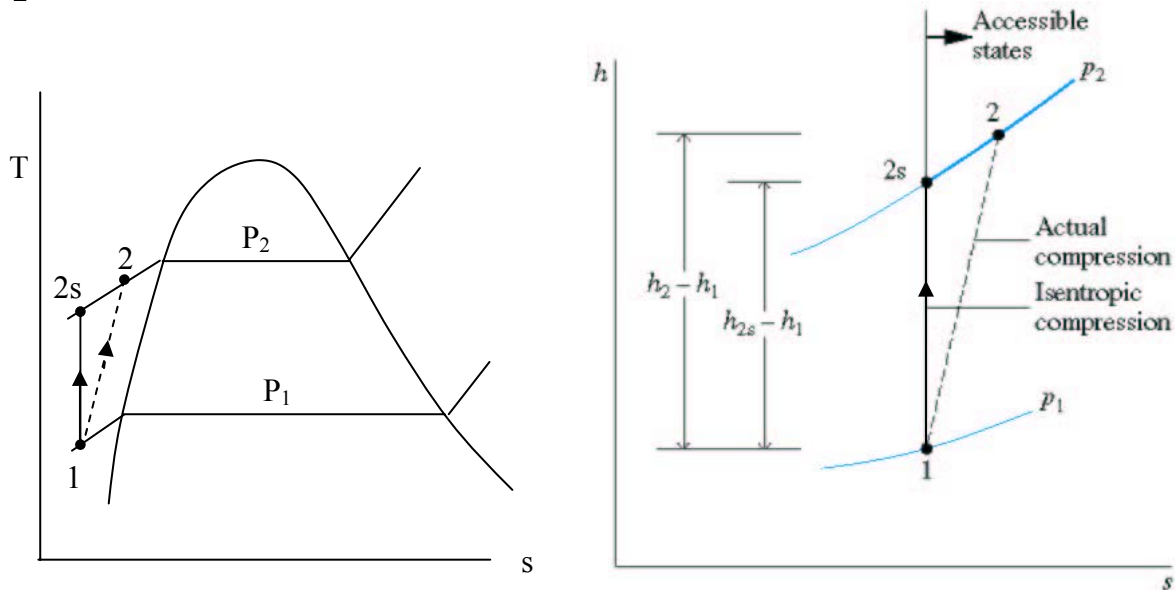 T
P₂
2
2s
P₁
1
s
Accessible
states
h
p₂
2
2s
Actual
compression
h₂ – h₁
h₂ₛ – h₁
Isentropic
compression
p₁
1
s